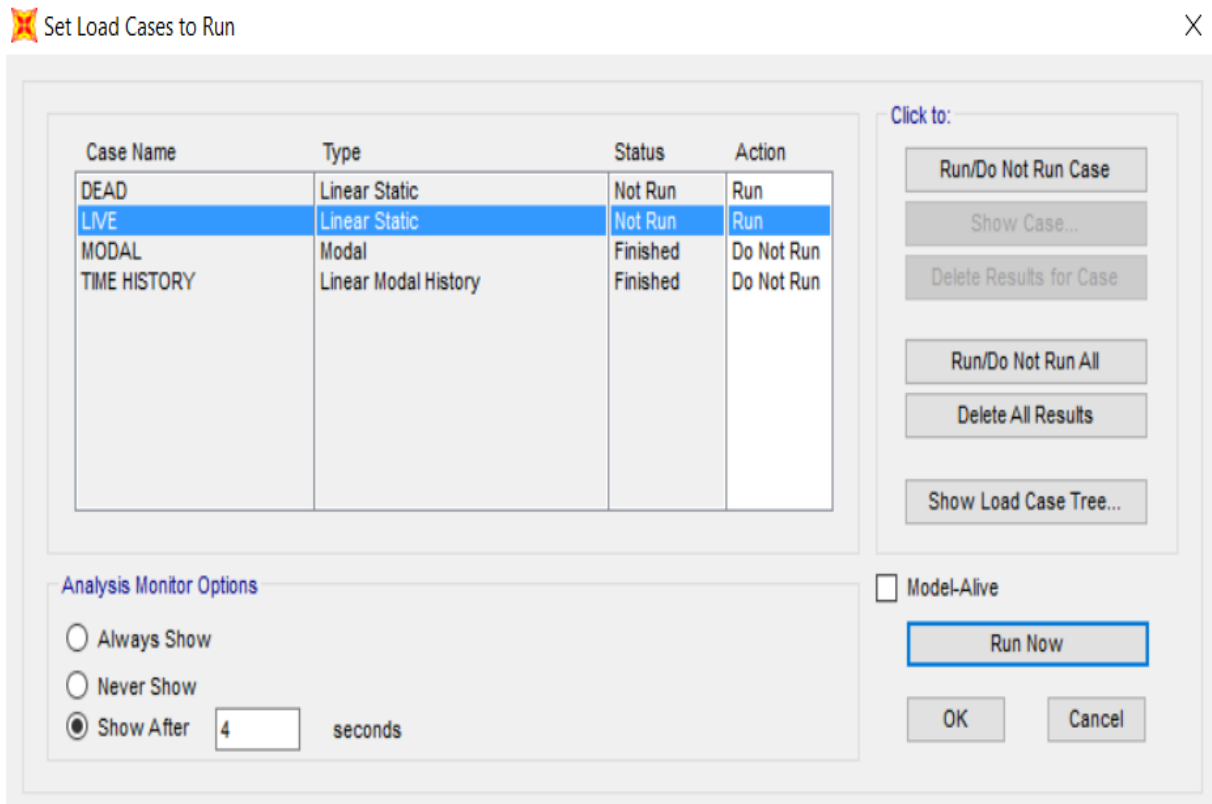 Set Load Cases to Run
Click to:
Case Name Type Status Action
DEAD Linear Static Not Run Run
LIVE Linear Static Not Run Run
MODAL Modal Finished Do Not Run
TIME HISTORY Linear Modal History Finished Do Not Run
Run/Do Not Run Case
Show Case...
Delete Results for Case
Run/Do Not Run All
Delete All Results
Show Load Case Tree...
Analysis Monitor Options
Always Show
Never Show
Show After 4 seconds
Model-Alive
Run Now
OK Cancel